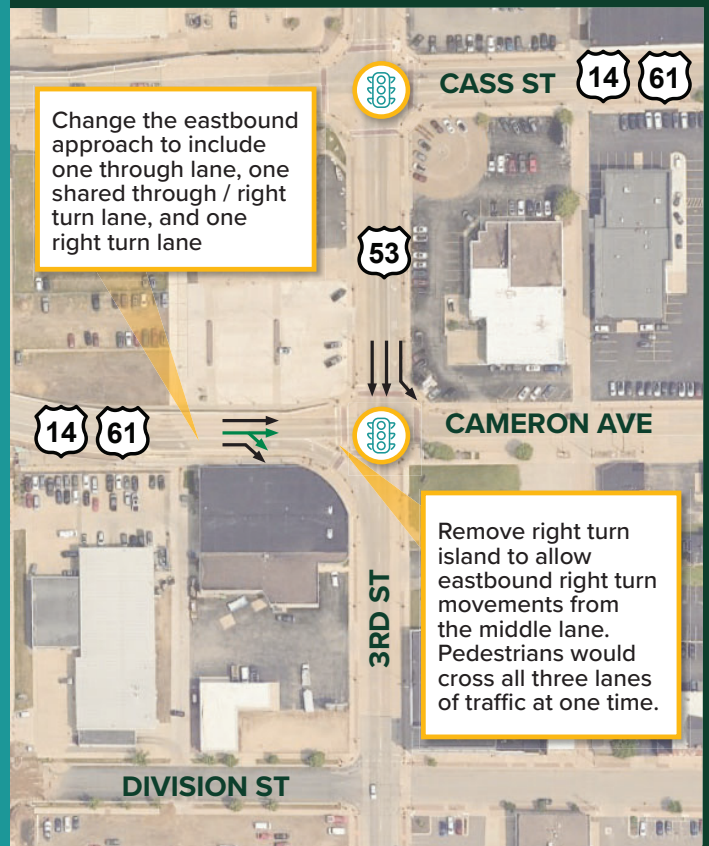 CASS ST 14 61
Change the eastbound
approach to include
one through lane, one
shared through / right
turn lane, and one
right turn lane
53
14 61
CAMERON AVE
Remove right turn
island to allow
eastbound right turn
movements from
the middle lane.
Pedestrians would
cross all three lanes
of traffic at one time.
3RD ST
DIVISION ST